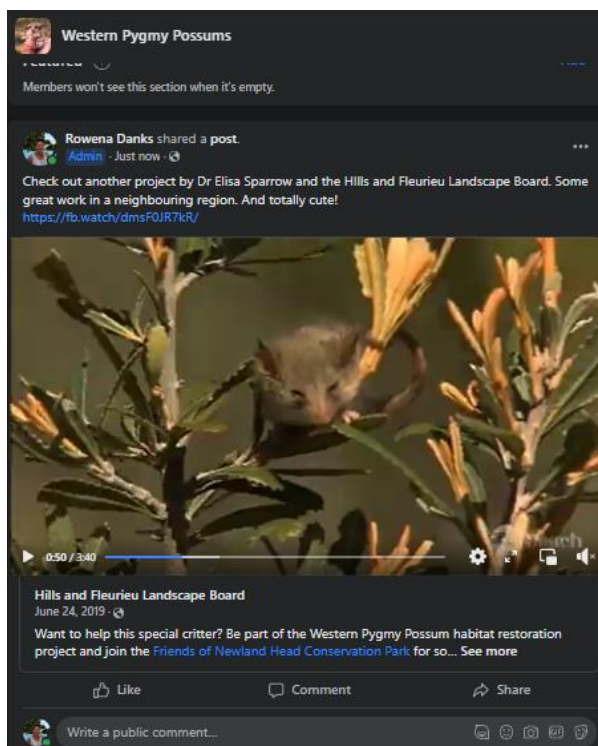 Western Pygmy Possums
Featured
Members won't see this section when it's empty.
Rowena Danks shared a post.
Admin · Just now ·
Check out another project by Dr Elisa Sparrow and the HIlls and Fleurieu Landscape Board. Some
great work in a neighbouring region. And totally cute!
https://fb.watch/dmsF0JR7kR/
0:50 / 3:40
Hills and Fleurieu Landscape Board
June 24, 2019 ·
Want to help this special critter? Be part of the Western Pygmy Possum habitat restoration
project and join the Friends of Newland Head Conservation Park for so... See more
Like
Comment
Share
Write a public comment...